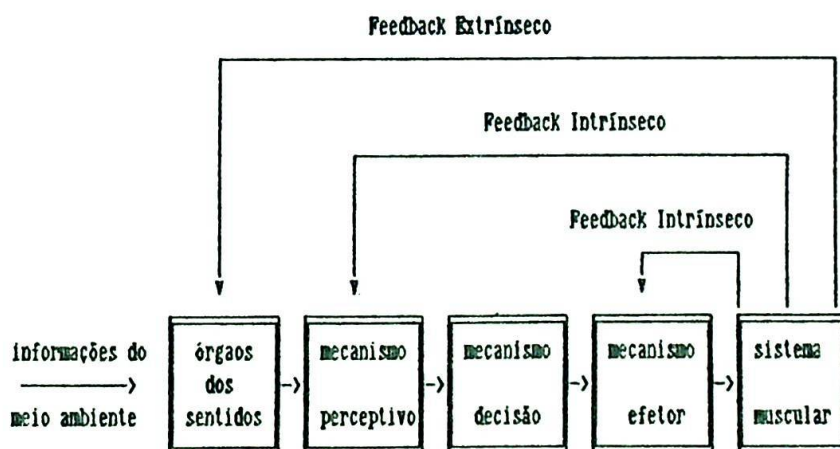 Feedback Extrínseco
Feedback Intrínseco
Feedback Intrínseco
informações do
meio ambiente
órgaos
dos
sentidos
mecanismo
perceptivo
mecanismo
decisão
mecanismo
efetor
sistema
muscular